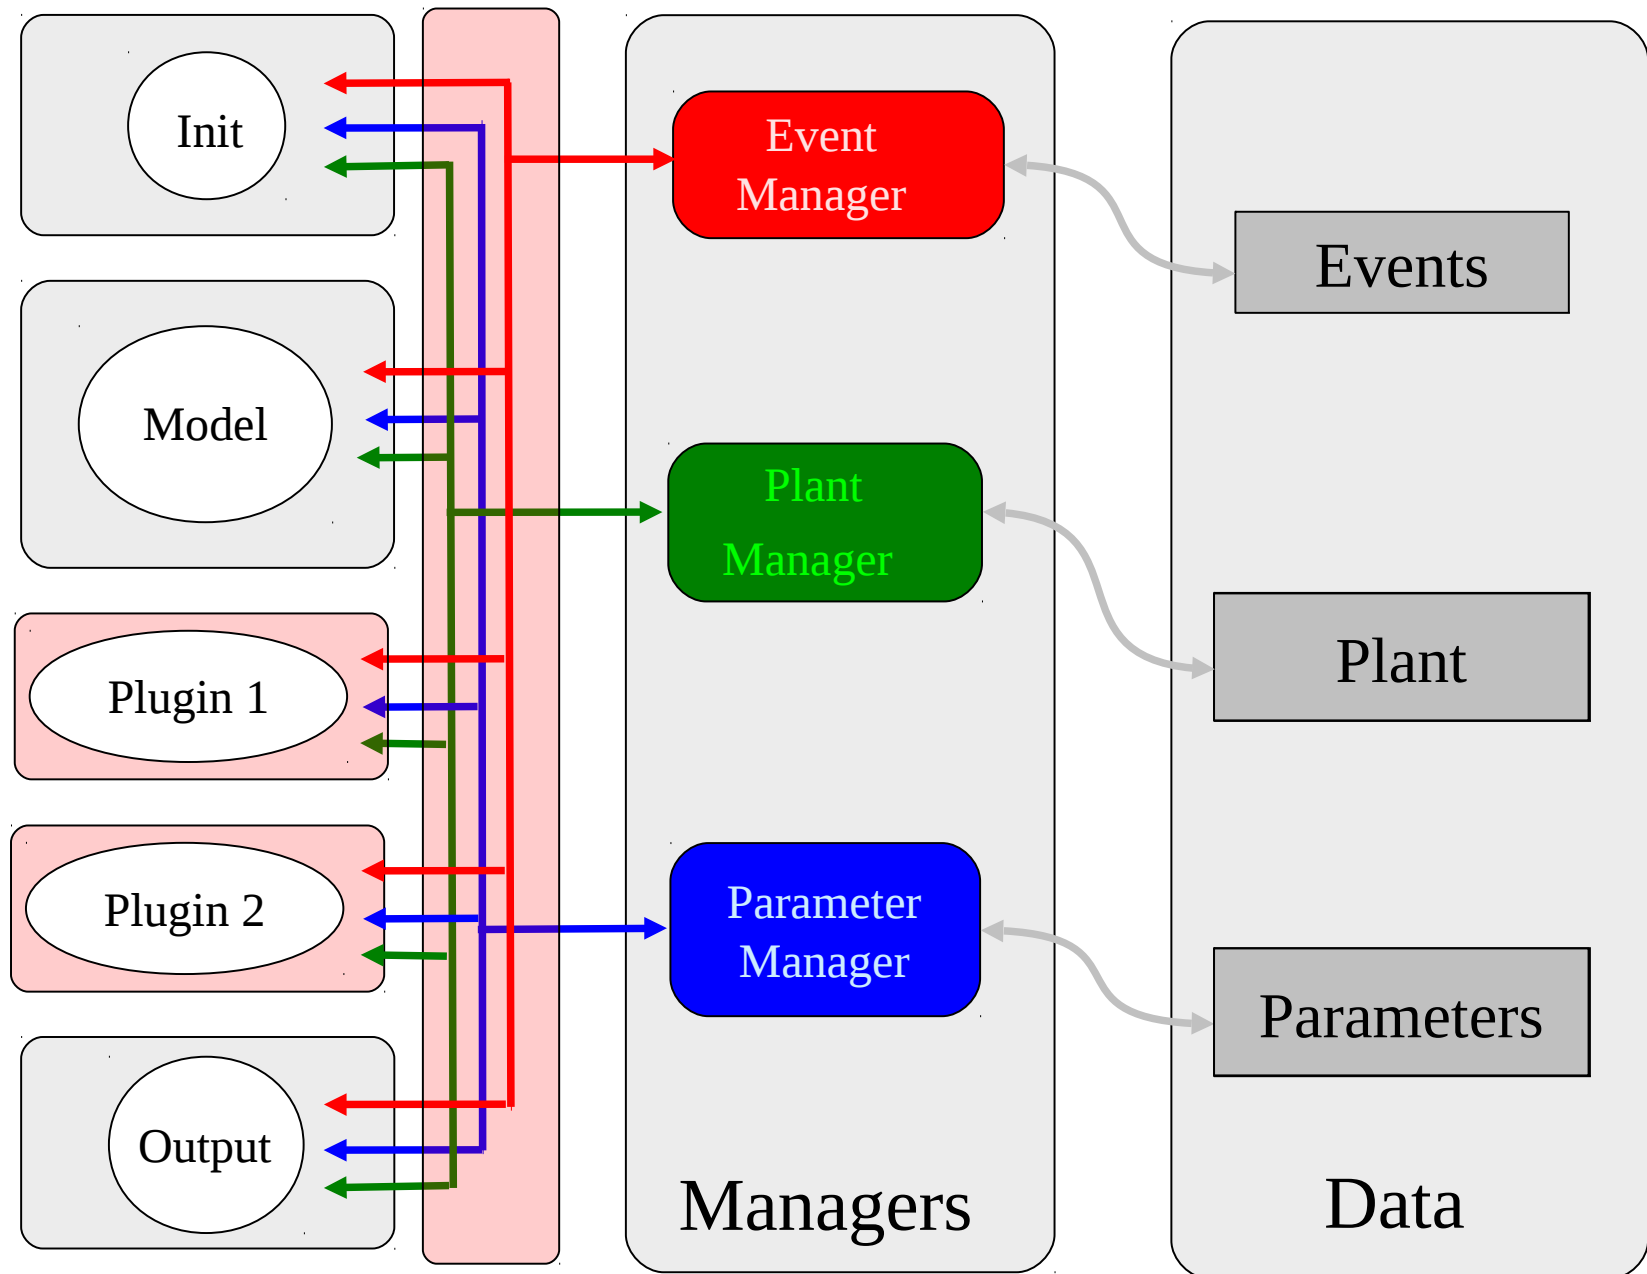 Init
Model
Plugin 1
Plugin 2
Output
Event
Manager
Plant
Manager
Parameter
Manager
Managers
Events
Plant
Parameters
Data